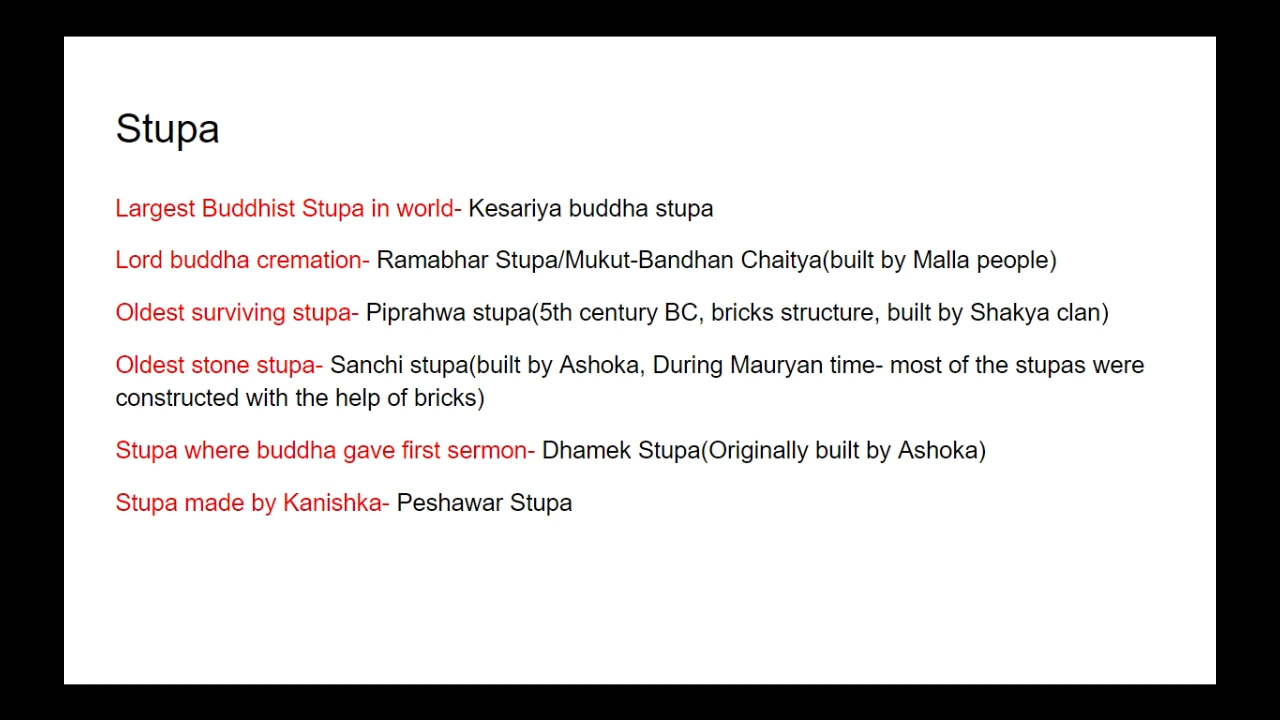 Stupa
Largest Buddhist Stupa in world- Kesariya buddha stupa
Lord buddha cremation- Ramabhar Stupa/Mukut-Bandhan Chaitya(built by Malla people)
Oldest surviving stupa- Piprahwa stupa(5th century BC, bricks structure, built by Shakya clan)
Oldest stone stupa- Sanchi stupa(built by Ashoka, During Mauryan time- most of the stupas were
constructed with the help of bricks)
Stupa where buddha gave first sermon- Dhamek Stupa(Originally built by Ashoka)
Stupa made by Kanishka- Peshawar Stupa